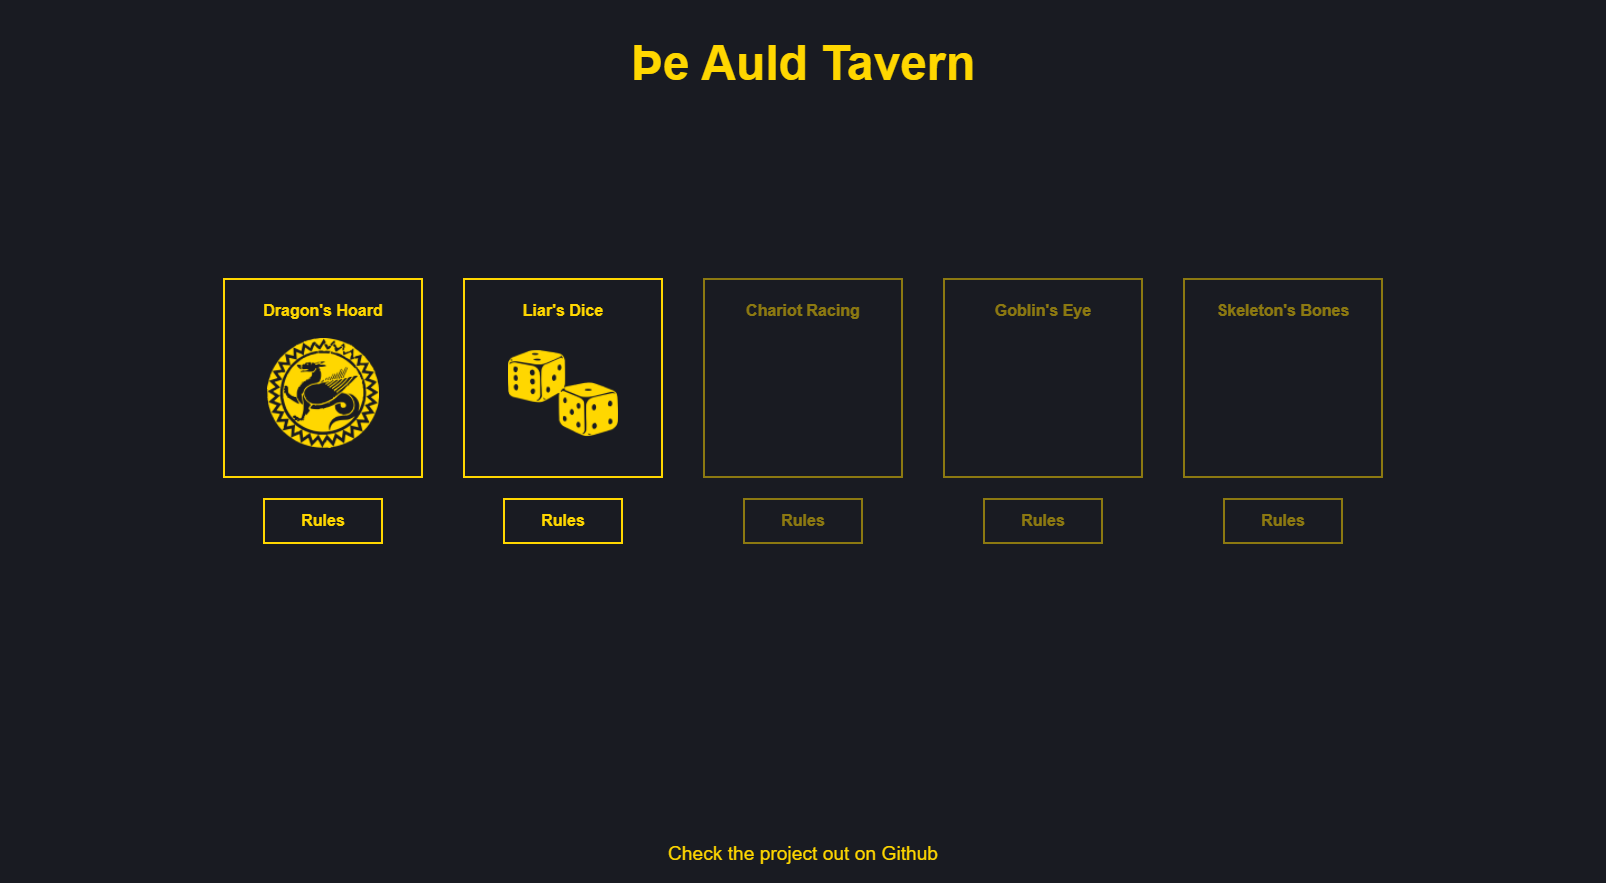 Þe Auld Tavern
Dragon's Hoard
Liar's Dice
Chariot Racing
Goblin's Eye
Skeleton's Bones
Rules
Rules
Rules
Rules
Rules
Check the project out on Github